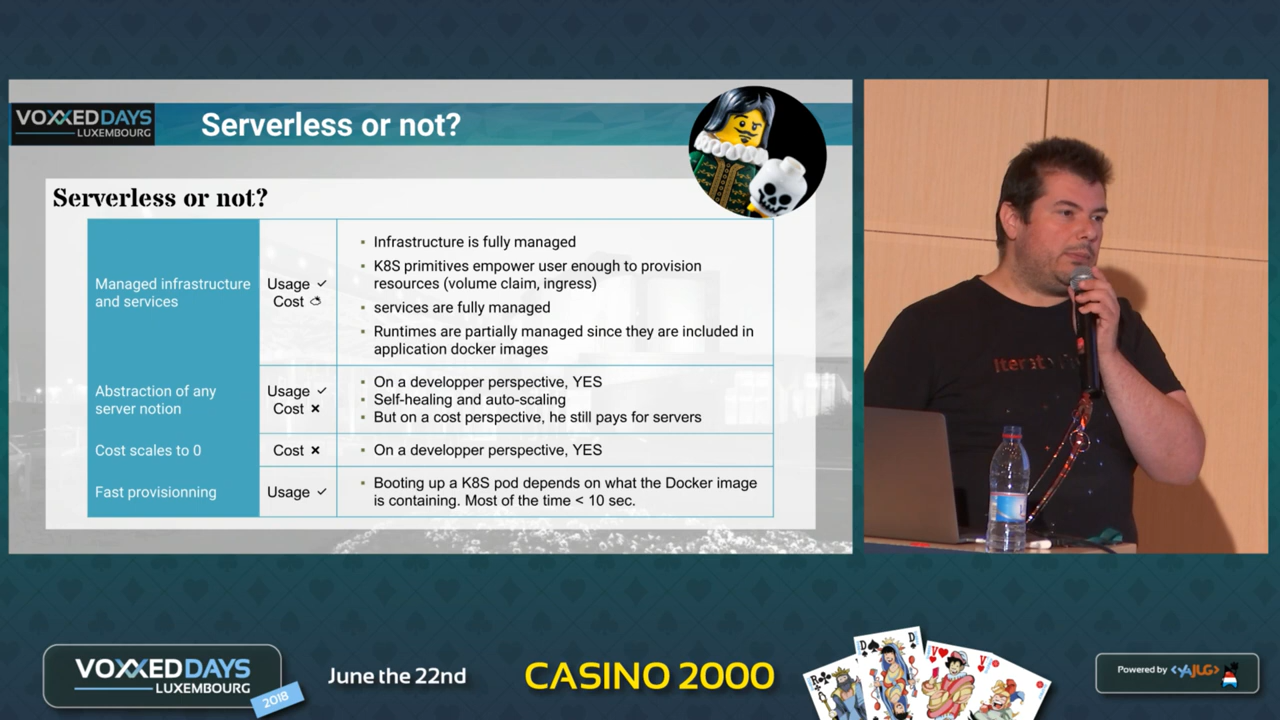 VOXXEDDAYS
LUXEMBOURG
Serverless or not?
Serverless or not?
Managed infrastructure
and services
Usage ✓
Cost
▪ Infrastructure is fully managed
▪ K8S primitives empower user enough to provision
resources (volume claim, ingress)
▪ services are fully managed
▪ Runtimes are partially managed since they are included in
application docker images
Abstraction of any
server notion
Usage ✓
Cost ×
▪ On a developper perspective, YES
▪ Self-healing and auto-scaling
▪ But on a cost perspective, he still pays for servers
Cost scales to 0
Cost ×
▪ On a developper perspective, YES
Fast provisionning
Usage ✓
▪ Booting up a K8S pod depends on what the Docker image
is containing. Most of the time < 10 sec.
VOXXEDDAYS
LUXEMBOURG
2018
June the 22nd
CASINO 2000
D
D
R
V
V
Powered by <YAJUG>